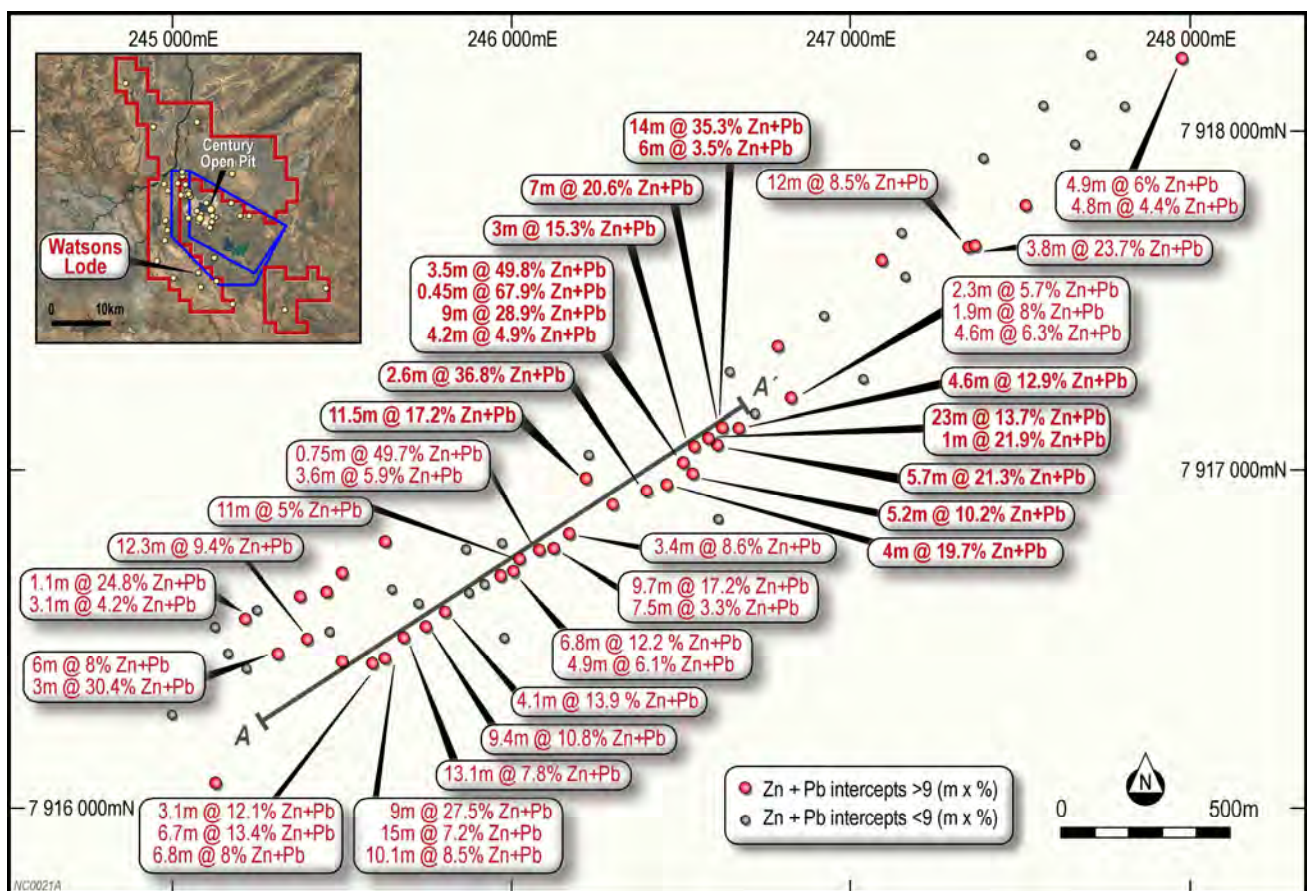 245 000mE
246 000mE
247 000mE
248 000mE
Century
Open Pit
Watsons
Lode
0 10km
14m @ 35.3% Zn+Pb
6m @ 3.5% Zn+Pb
7m @ 20.6% Zn+Pb
3m @ 15.3% Zn+Pb
3.5m @ 49.8% Zn+Pb
0.45m @ 67.9% Zn+Pb
9m @ 28.9% Zn+Pb
4.2m @ 4.9% Zn+Pb
2.6m @ 36.8% Zn+Pb
11.5m @ 17.2% Zn+Pb
0.75m @ 49.7% Zn+Pb
3.6m @ 5.9% Zn+Pb
11m @ 5% Zn+Pb
12.3m @ 9.4% Zn+Pb
1.1m @ 24.8% Zn+Pb
3.1m @ 4.2% Zn+Pb
6m @ 8% Zn+Pb
3m @ 30.4% Zn+Pb
12m @ 8.5% Zn+Pb
7 918 000mN
4.9m @ 6% Zn+Pb
4.8m @ 4.4% Zn+Pb
3.8m @ 23.7% Zn+Pb
2.3m @ 5.7% Zn+Pb
1.9m @ 8% Zn+Pb
4.6m @ 6.3% Zn+Pb
A'
4.6m @ 12.9% Zn+Pb
23m @ 13.7% Zn+Pb
1m @ 21.9% Zn+Pb
7 917 000mN
5.7m @ 21.3% Zn+Pb
5.2m @ 10.2% Zn+Pb
4m @ 19.7% Zn+Pb
3.4m @ 8.6% Zn+Pb
9.7m @ 17.2% Zn+Pb
7.5m @ 3.3% Zn+Pb
6.8m @ 12.2 % Zn+Pb
4.9m @ 6.1% Zn+Pb
4.1m @ 13.9 % Zn+Pb
9.4m @ 10.8% Zn+Pb
13.1m @ 7.8% Zn+Pb
A
7 916 000mN
3.1m @ 12.1% Zn+Pb
6.7m @ 13.4% Zn+Pb
6.8m @ 8% Zn+Pb
9m @ 27.5% Zn+Pb
15m @ 7.2% Zn+Pb
10.1m @ 8.5% Zn+Pb
Zn + Pb intercepts >9 (m x %)
Zn + Pb intercepts <9 (m x %)
N
0 500m
NC0021A